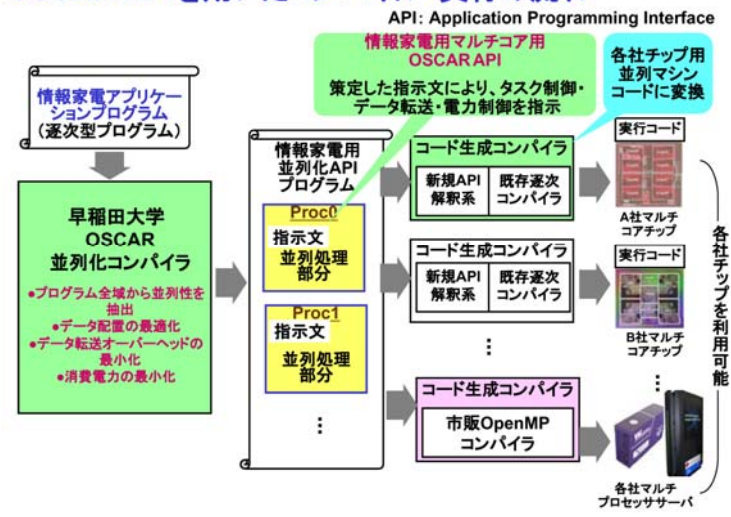 API: Application Programming Interface
情報家電用マルチコア用
OSCAR API
策定した指示文により、タスク制御・
データ転送・電力制御を指示
各社チップ用
並列マシン
コードに変換
情報家電アプリケー
ションプログラム
(逐次型プログラム)
早稲田大学
OSCAR
並列化コンパイラ
●プログラム全域から並列性を
抽出
●データ配置の最適化
●データ転送オーバーヘッドの
最小化
●消費電力の最小化
情報家電用
並列化API
プログラム
Proc0
指示文
並列処理
部分
Proc1
指示文
並列処理
部分
⋮
コード生成コンパイラ
新規API
解釈系
既存逐次
コンパイラ
コード生成コンパイラ
新規API
解釈系
既存逐次
コンパイラ
⋮
コード生成コンパイラ
市販OpenMP
コンパイラ
実行コード
A社マルチ
コアチップ
実行コード
B社マルチ
コアチップ
⋮
各社マルチ
プロセッササーバ
各社チップを利用可能